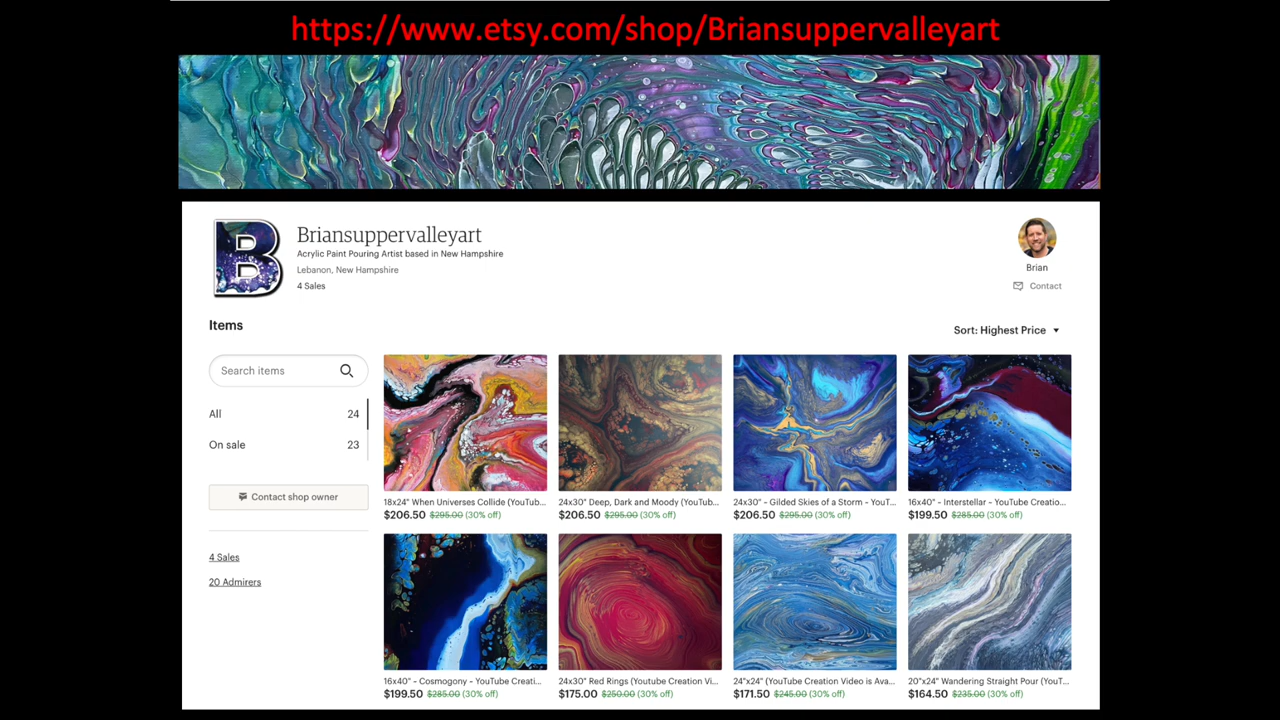 https://www.etsy.com/shop/Briansuppervalleyart
B
Briansuppervalleyart
Acrylic Paint Pouring Artist based in New Hampshire
Lebanon, New Hampshire
4 Sales
Brian
Contact
Items
Sort: Highest Price
Search items
All 24
On sale 23
Contact shop owner
4 Sales
20 Admirers
18x24" When Universes Collide (YouTub...
$206.50 $295.00 (30% off)
24x30" Deep, Dark and Moody (YouTub...
$206.50 $295.00 (30% off)
24x30" - Gilded Skies of a Storm - YouT...
$206.50 $295.00 (30% off)
16x40" - Interstellar - YouTube Creatio...
$199.50 $285.00 (30% off)
16x40" - Cosmogony - YouTube Creati...
$199.50 $285.00 (30% off)
24x30" Red Rings (Youtube Creation Vi...
$175.00 $250.00 (30% off)
24"x24" (YouTube Creation Video is Ava...
$171.50 $245.00 (30% off)
20"x24" Wandering Straight Pour (YouT...
$164.50 $235.00 (30% off)